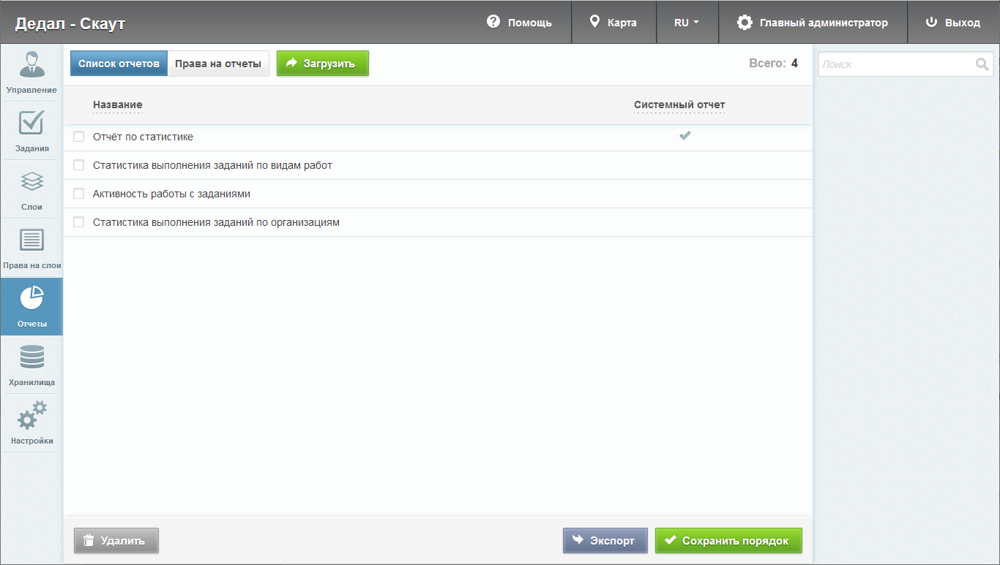 Дедал - Скаут
Помощь
Карта
RU
Главный администратор
Выход
Управление
Задания
Слои
Права на слои
Отчеты
Хранилища
Настройки
Список отчетов
Права на отчеты
Загрузить
Всего: 4
Поиск
Название
Системный отчет
Отчёт по статистике
Статистика выполнения заданий по видам работ
Активность работы с заданиями
Статистика выполнения заданий по организациям
Удалить
Экспорт
Сохранить порядок